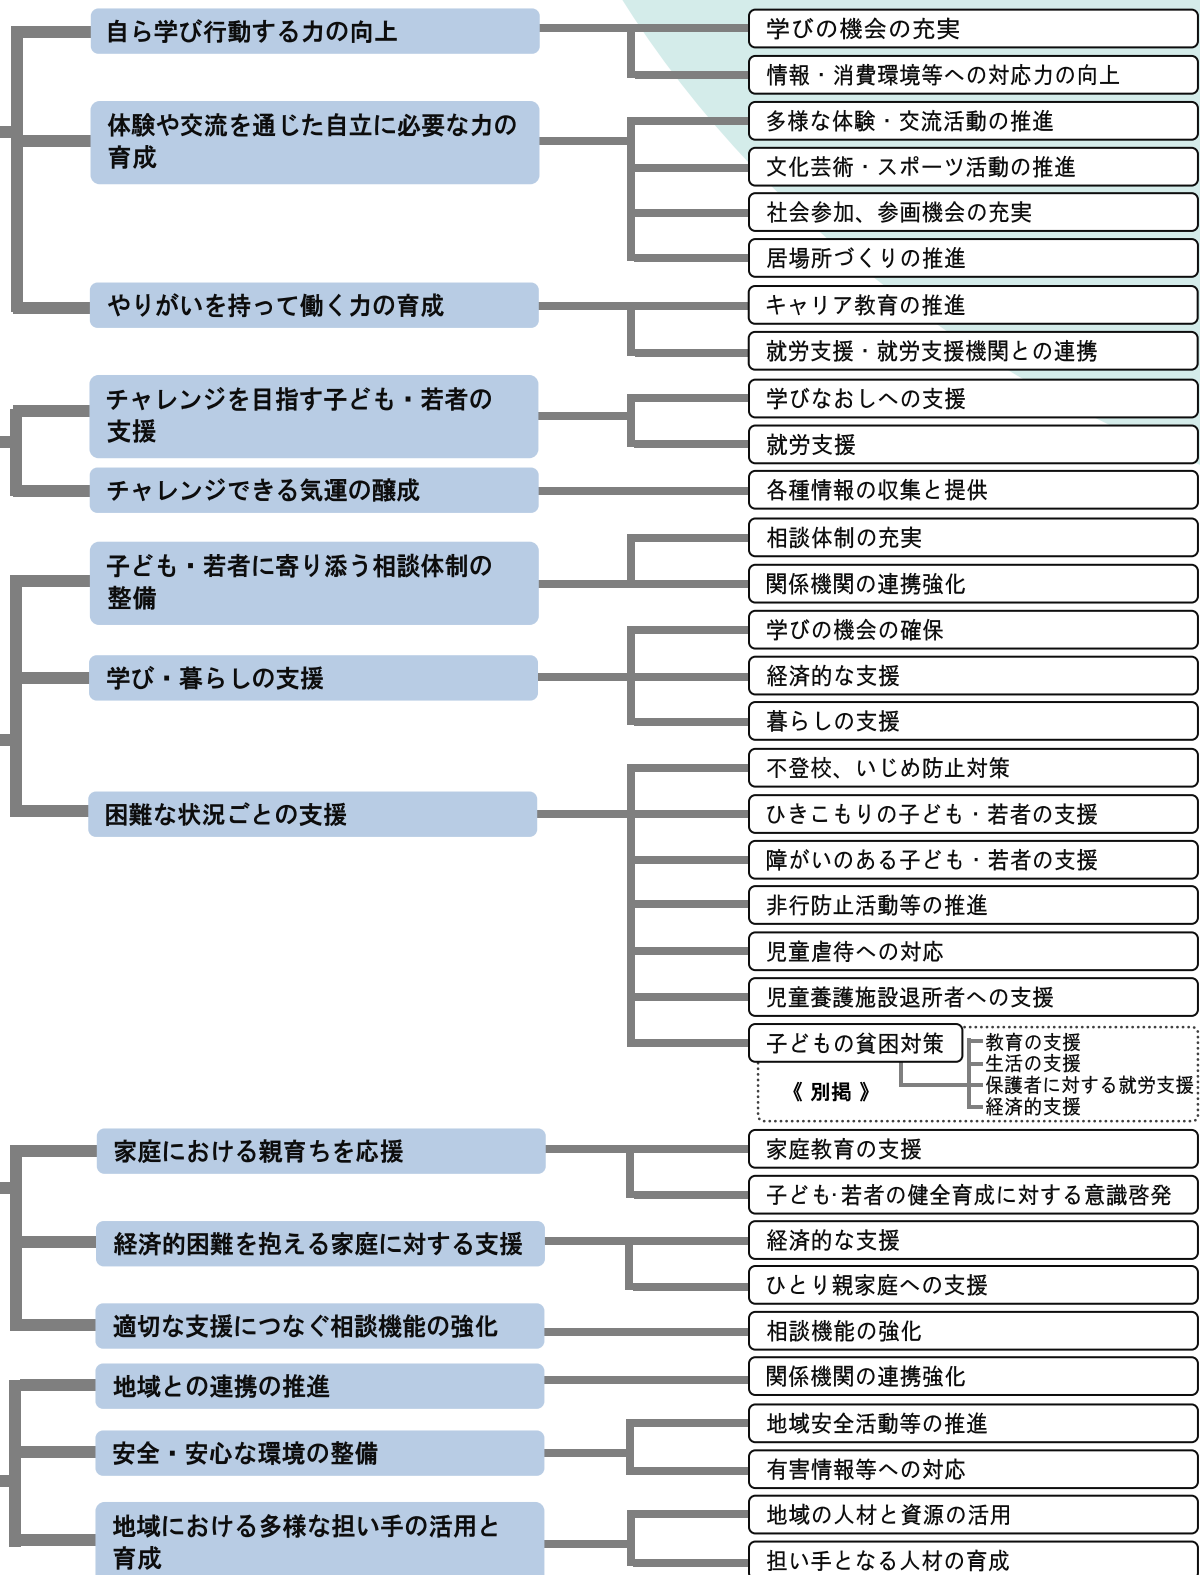 自ら学び行動する力の向上
学びの機会の充実
情報・消費環境等への対応力の向上
体験や交流を通じた自立に必要な力の
育成
多様な体験・交流活動の推進
文化芸術・スポーツ活動の推進
社会参加、参画機会の充実
居場所づくりの推進
やりがいを持って働く力の育成
キャリア教育の推進
就労支援・就労支援機関との連携
チャレンジを目指す子ども・若者の
支援
学びなおしへの支援
就労支援
チャレンジできる気運の醸成
各種情報の収集と提供
子ども・若者に寄り添う相談体制の
整備
相談体制の充実
関係機関の連携強化
学び・暮らしの支援
学びの機会の確保
経済的な支援
暮らしの支援
困難な状況ごとの支援
不登校、いじめ防止対策
ひきこもりの子ども・若者の支援
障がいのある子ども・若者の支援
非行防止活動等の推進
児童虐待への対応
児童養護施設退所者への支援
子どもの貧困対策
《 別掲 》
教育の支援
生活の支援
保護者に対する就労支援
経済的支援
家庭における親育ちを応援
家庭教育の支援
子ども・若者の健全育成に対する意識啓発
経済的困難を抱える家庭に対する支援
経済的な支援
ひとり親家庭への支援
適切な支援につなぐ相談機能の強化
相談機能の強化
地域との連携の推進
関係機関の連携強化
安全・安心な環境の整備
地域安全活動等の推進
有害情報等への対応
地域における多様な担い手の活用と
育成
地域の人材と資源の活用
担い手となる人材の育成